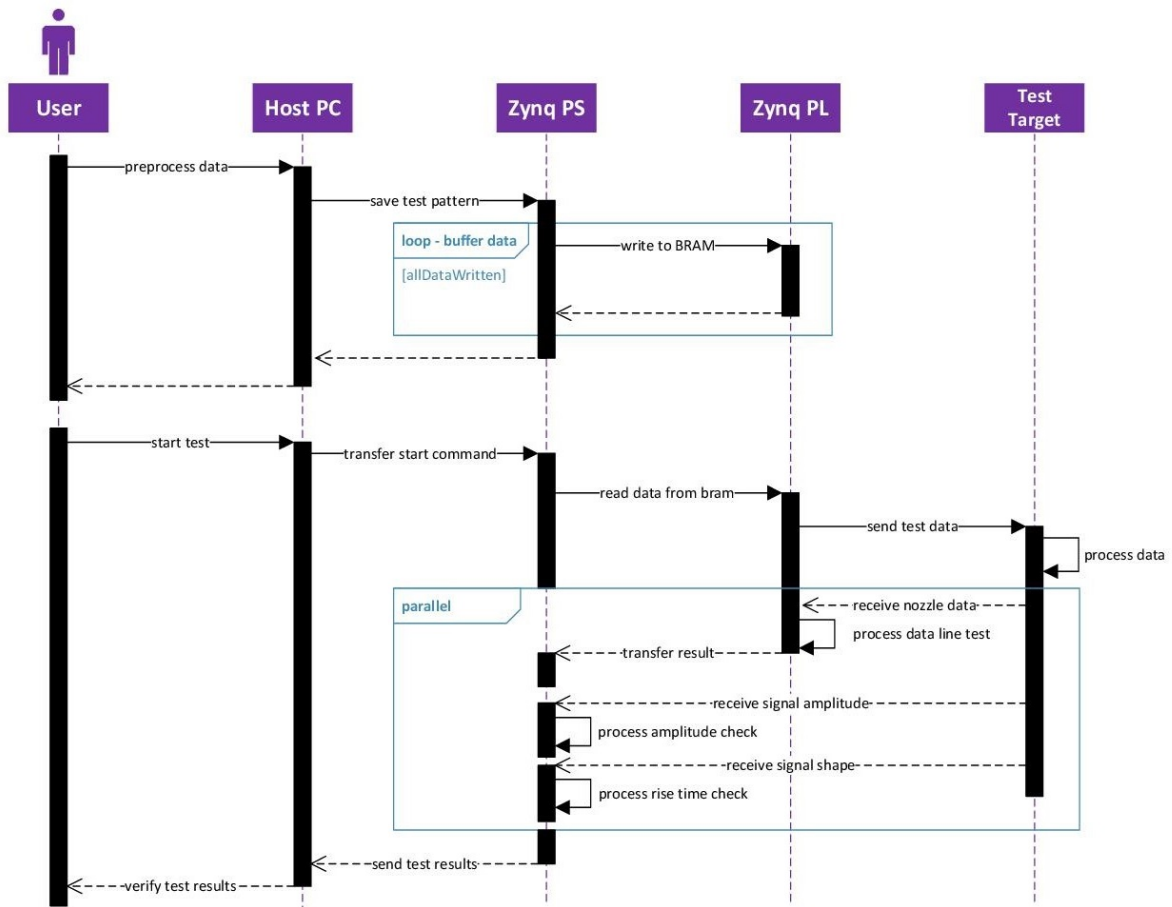 User
Host PC
Zynq PS
Zynq PL
Test
Target
preprocess data
save test pattern
loop - buffer data
write to BRAM
[allDataWritten]
start test
transfer start command
read data from bram
send test data
process data
parallel
receive nozzle data
process data line test
transfer result
receive signal amplitude
process amplitude check
receive signal shape
process rise time check
send test results
verify test results